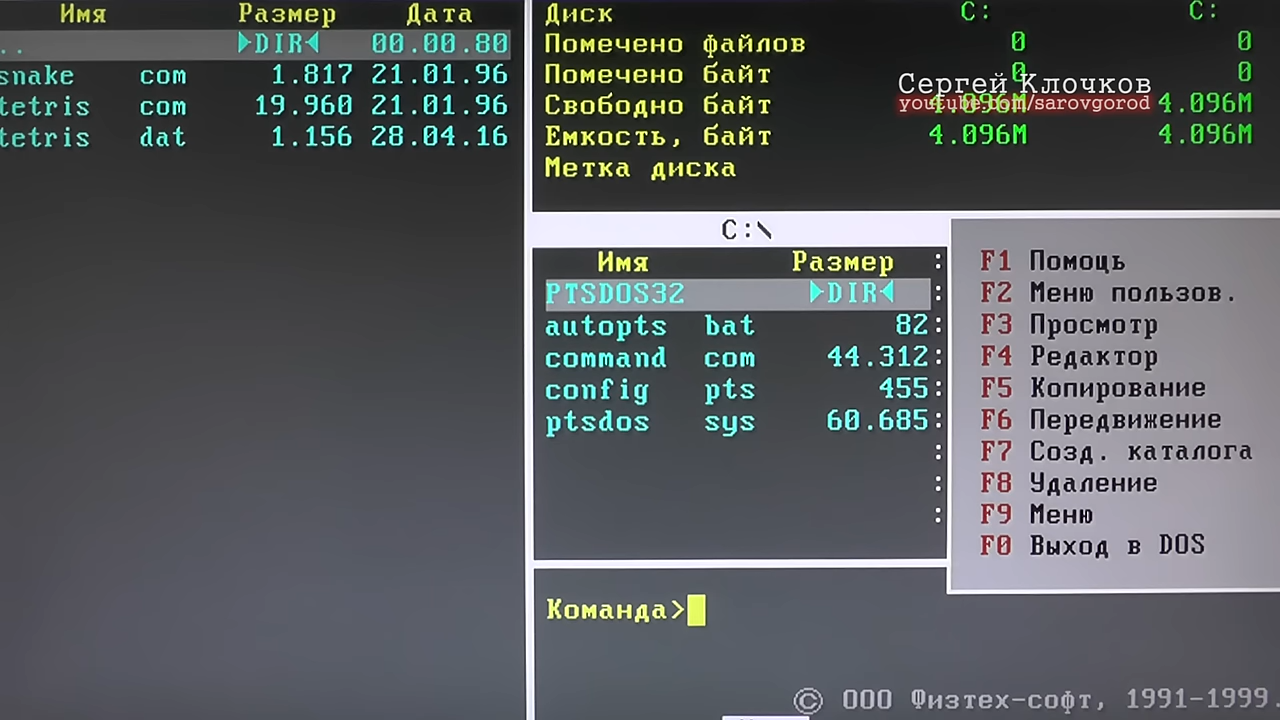 Имя Размер Дата
.. ►DIR◄ 00.00.80
snake com 1.817 21.01.96
tetris com 19.960 21.01.96
tetris dat 1.156 28.04.16
Диск C: C:
Помечено файлов 0 0
Помечено байт 0 0
Свободно байт 4.096M 4.096M
Емкость, байт 4.096M 4.096M
Метка диска
Сергей Клочков
youtube.com/sarovgorod
C:\
Имя Размер :
PTSDOS32 ►DIR◄ :
autopts bat 82:
command com 44.312:
config pts 455:
ptsdos sys 60.685:
:
:
:
F1 Помощь
F2 Меню пользов.
F3 Просмотр
F4 Редактор
F5 Копирование
F6 Передвижение
F7 Созд. каталога
F8 Удаление
F9 Меню
F0 Выход в DOS
Команда>
© ООО Физтех-софт, 1991-1999.